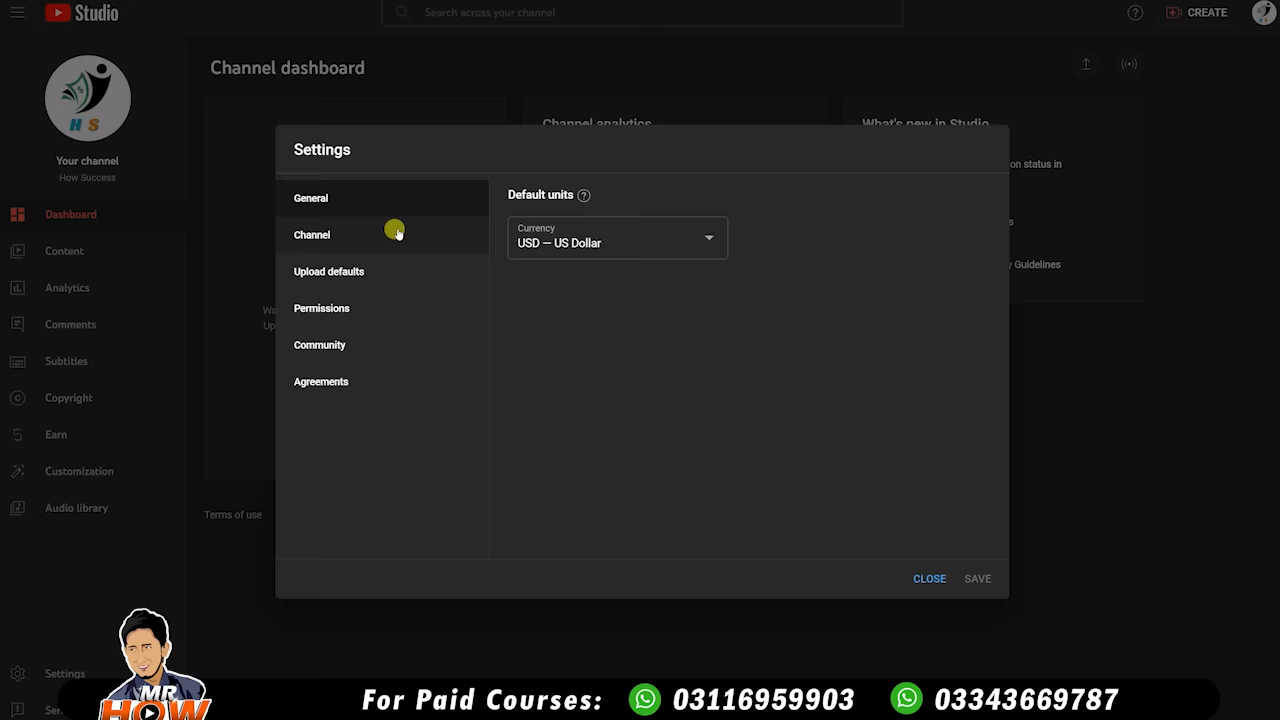 Studio
Search across your channel
CREATE
Channel dashboard
H S
Your channel
How Success
Dashboard
Content
Analytics
Comments
Subtitles
Copyright
Earn
Customization
Audio library
Settings
Channel analytics
What's new in Studio
on status in
Guidelines
Terms of use
Settings
General
Channel
Upload defaults
Permissions
Community
Agreements
Default units
Currency
USD — US Dollar
CLOSE
SAVE
MR
HOW
For Paid Courses: 03116959903 03343669787